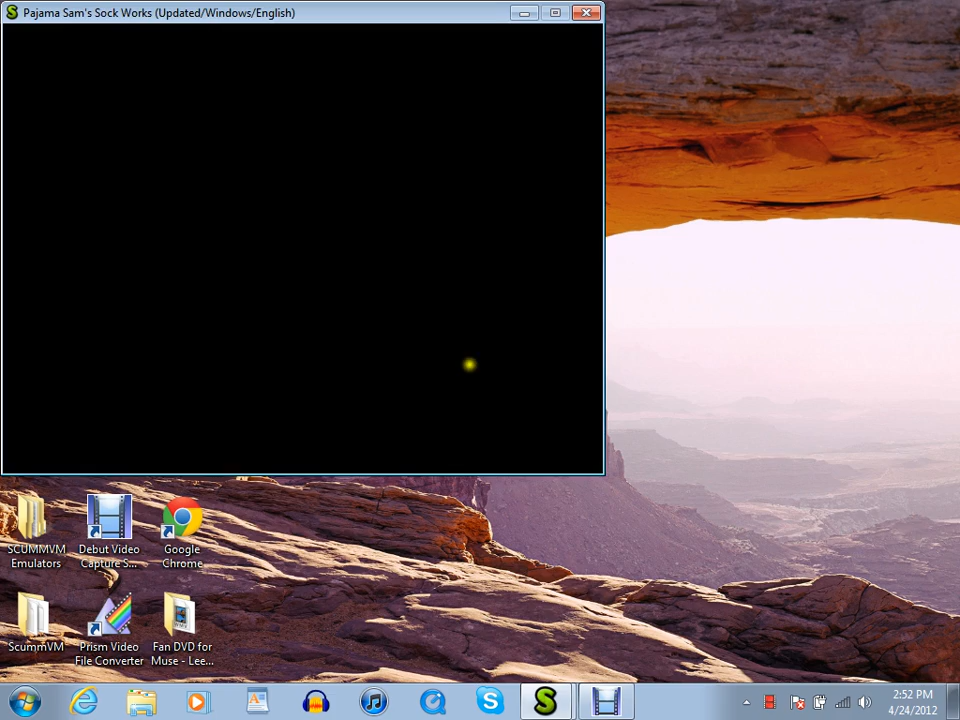 Pajama Sam's Sock Works (Updated/Windows/English)
SCUMMVM
Emulators
Debut Video
Capture S...
Google
Chrome
ScummVM
Prism Video
File Converter
Fan DVD for
Muse - Lee...
2:52 PM
4/24/2012